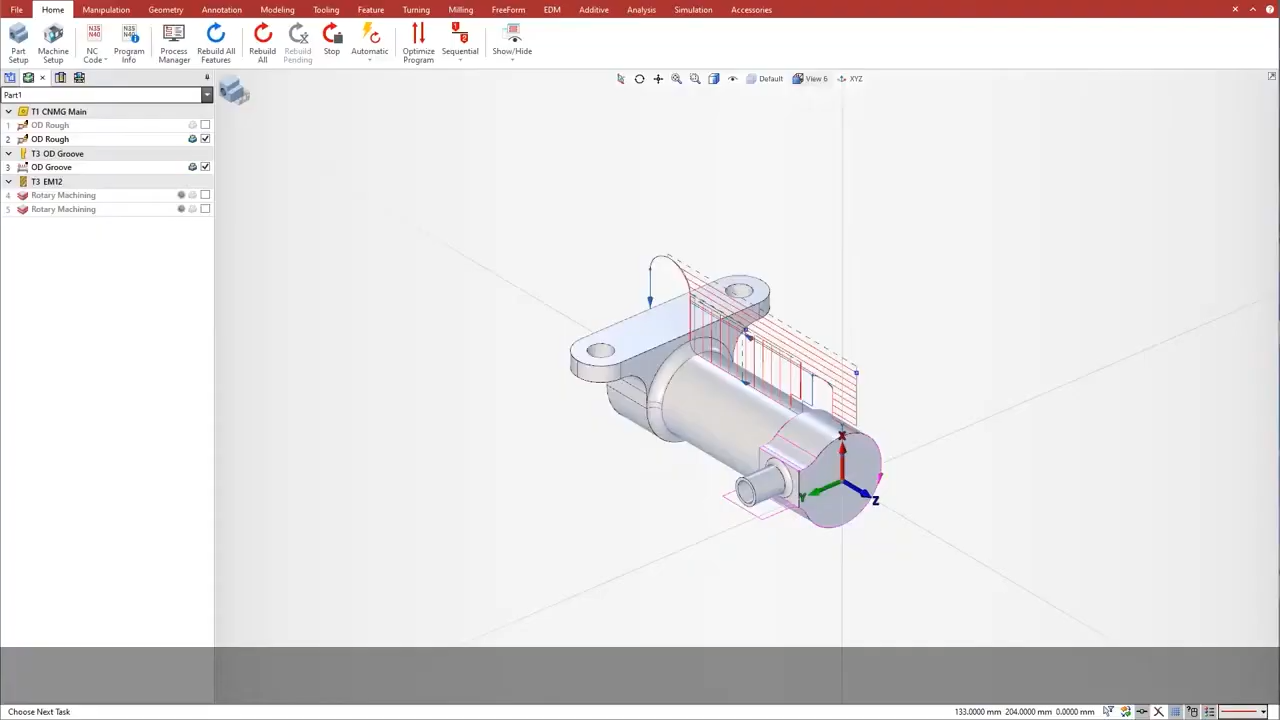 File Home Manipulation Geometry Annotation Modeling Tooling Feature Turning Milling FreeForm EDM Additive Analysis Simulation Accessories
Part Setup
Machine Setup
NC Code
Program Info
Process Manager
Rebuild All Features
Rebuild All
Rebuild Pending
Stop
Automatic
Optimize Program
Sequential
Show/Hide
Default View 6 XYZ
Part1
T1 CNMG Main
1 OD Rough
2 OD Rough
T3 OD Groove
3 OD Groove
T3 EM12
4 Rotary Machining
5 Rotary Machining
X
Y
Z
Choose Next Task
133.0000 mm 204.0000 mm 0.0000 mm